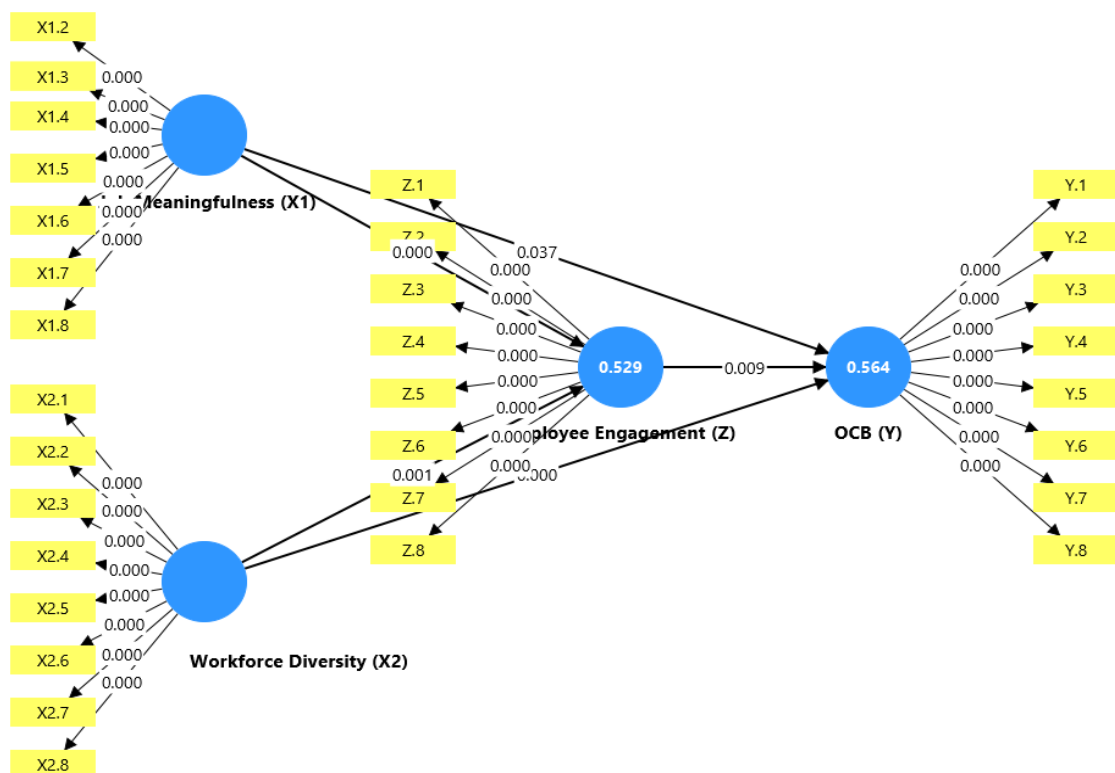 X1.2
X1.3
X1.4
X1.5
X1.6
X1.7
X1.8
0.000
0.000
0.000
0.000
0.000
0.000
0.000
Meaningfulness (X1)
X2.1
X2.2
X2.3
X2.4
X2.5
X2.6
X2.7
X2.8
0.000
0.000
0.000
0.000
0.000
0.000
0.000
0.000
Workforce Diversity (X2)
0.000
0.037
0.001
0.000
0.009
Z.1
Z.2
Z.3
Z.4
Z.5
Z.6
Z.7
Z.8
0.000
0.000
0.000
0.000
0.000
0.000
0.000
0.000
0.529
Engagement (Z)
0.564
OCB (Y)
0.000
0.000
0.000
0.000
0.000
0.000
0.000
0.000
Y.1
Y.2
Y.3
Y.4
Y.5
Y.6
Y.7
Y.8